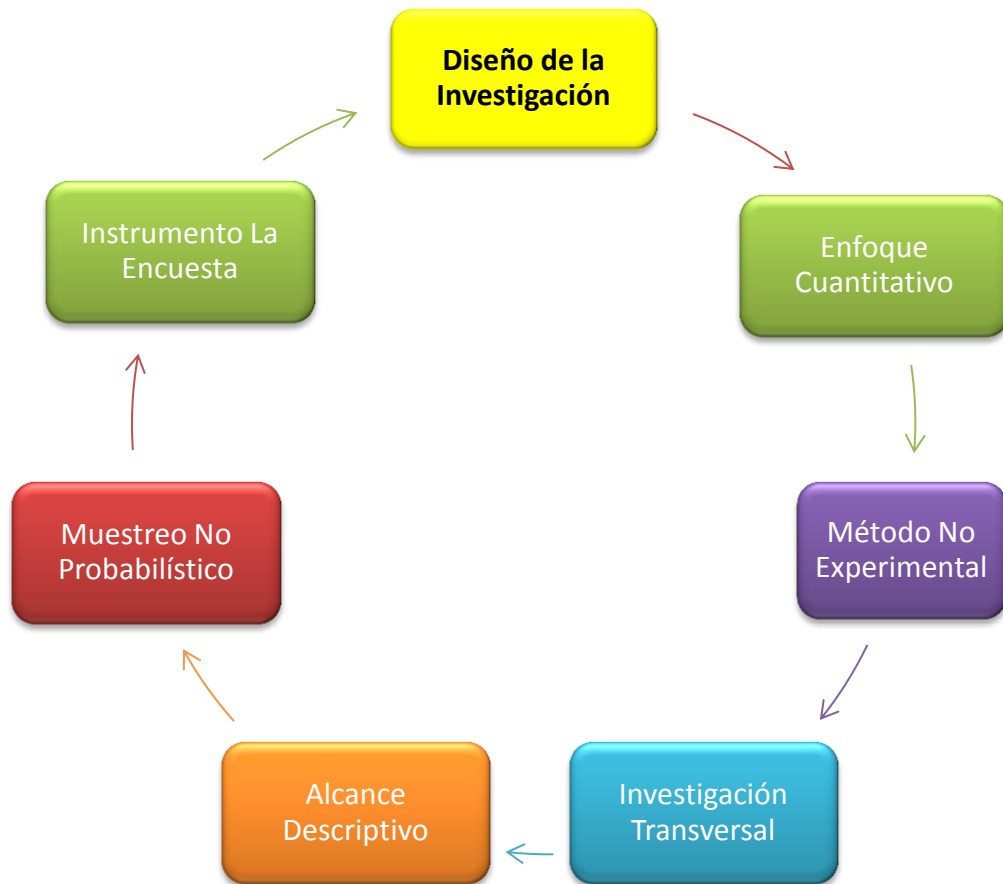 Diseño de la
Investigación
Enfoque
Cuantitativo
Método No
Experimental
Investigación
Transversal
Alcance
Descriptivo
Muestreo No
Probabilístico
Instrumento La
Encuesta